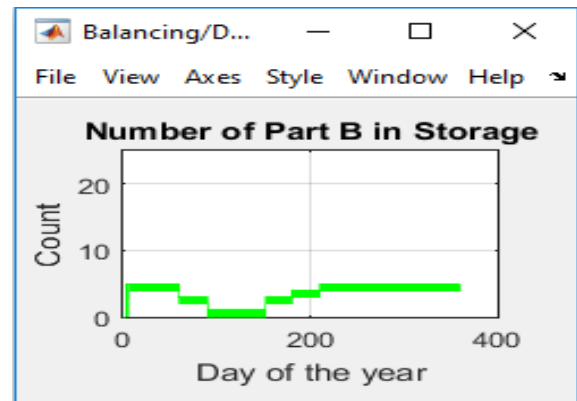 Balancing/D...
File View Axes Style Window Help
Number of Part B in Storage
20
10
0
Count
0 200 400
Day of the year